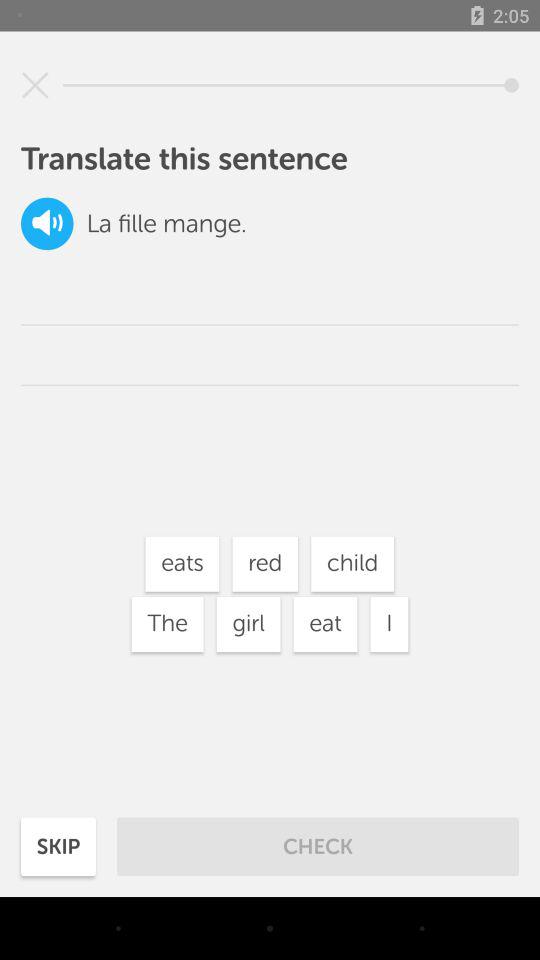 2:05
Translate this sentence
La fille mange.
eats red child
The girl eat I
SKIP CHECK